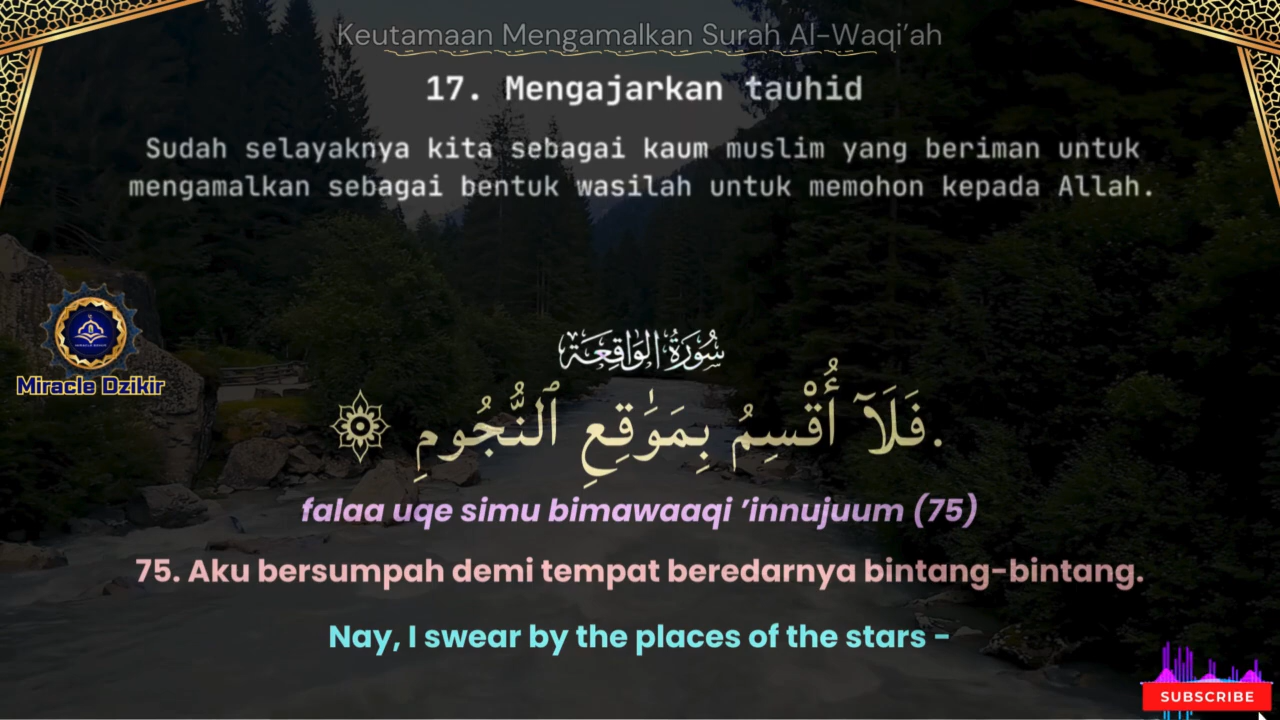 Keutamaan Mengamalkan Surah Al-Waqi’ah
17. Mengajarkan tauhid
Sudah selayaknya kita sebagai kaum muslim yang beriman untuk
mengamalkan sebagai bentuk wasilah untuk memohon kepada Allah.
Miracle Dzikir
سُورَةُ الوَاقِعَة
فَلَآ أُقْسِمُ بِمَوَٰقِعِ ٱلنُّجُومِ.
falaa uqe simu bimawaaqi ’innujuum (75)
75. Aku bersumpah demi tempat beredarnya bintang-bintang.
Nay, I swear by the places of the stars -
SUBSCRIBE